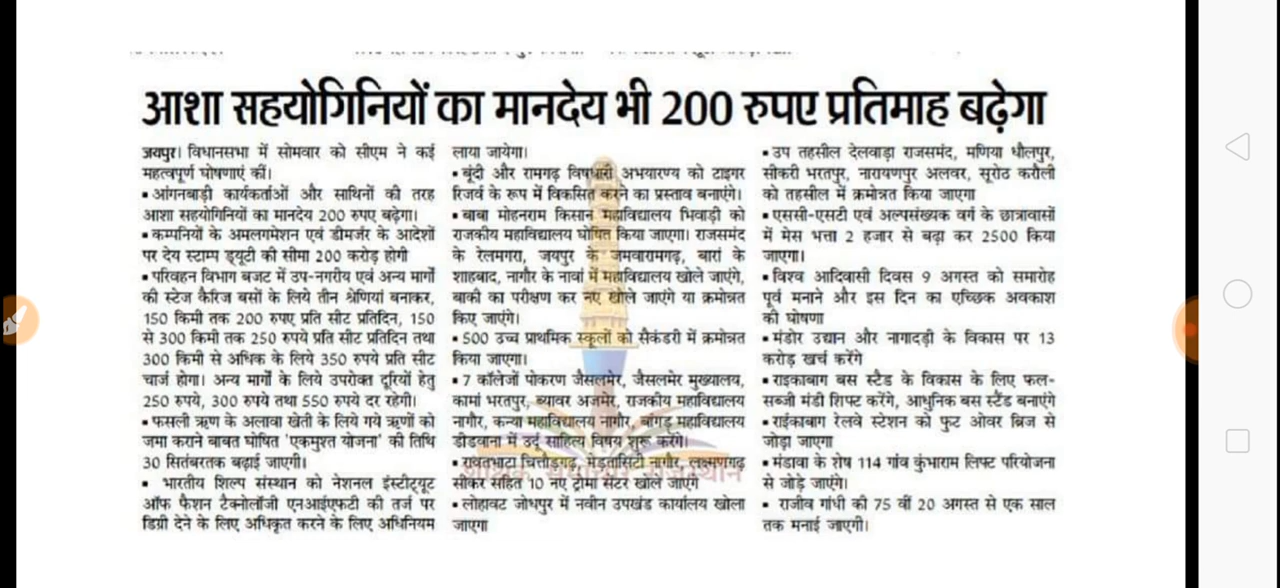 आशा सहयोगिनियों का मानदेय भी 200 रुपए प्रतिमाह बढ़ेगा
जयपुर। विधानसभा में सोमवार को सीएम ने कई
महत्वपूर्ण घोषणाएं कीं।
▪ आंगनबाड़ी कार्यकर्ताओं और साथिनों की तरह
आशा सहयोगिनियों का मानदेय 200 रुपए बढ़ेगा।
▪ कम्पनियों के अमलगमेशन एवं डीमर्जर के आदेशों
पर देय स्टाम्प ड्यूटी की सीमा 200 करोड़ होगी
▪ परिवहन विभाग बजट में उप-नगरीय एवं अन्य मार्गों
की स्टेज कैरिज बसों के लिये तीन श्रेणियां बनाकर,
150 किमी तक 200 रुपए प्रति सीट प्रतिदिन, 150
से 300 किमी तक 250 रुपये प्रति सीट प्रतिदिन तथा
300 किमी से अधिक के लिये 350 रुपये प्रति सीट
चार्ज होगा। अन्य मार्गों के लिये उपरोक्त दूरियों हेतु
250 रुपये, 300 रुपये तथा 550 रुपये दर रहेगी।
▪ फसली ऋण के अलावा खेती के लिये गये ऋणों को
जमा कराने बाबत घोषित 'एकमुश्त योजना' की तिथि
30 सितंबरतक बढ़ाई जाएगी।
▪ भारतीय शिल्प संस्थान को नेशनल इंस्टीट्यूट
ऑफ फैशन टैक्नोलॉजी एनआईएफटी की तर्ज पर
डिग्री देने के लिए अधिकृत करने के लिए अधिनियम
लाया जायेगा।
▪ बूंदी और रामगढ़ विषधारी अभयारण्य को टाइगर
रिजर्व के रूप में विकसित करने का प्रस्ताव बनाएंगे।
▪ बाबा मोहनराम किसान महाविद्यालय भिवाड़ी को
राजकीय महाविद्यालय घोषित किया जाएगा। राजसमंद
के रेलमगरा, जयपुर के जमवारामगढ़, बारां के
शाहबाद, नागौर के नावां में महाविद्यालय खोले जाएंगे,
बाकी का परीक्षण कर नए खोले जाएंगे या क्रमोन्नत
किए जाएंगे।
▪ 500 उच्च प्राथमिक स्कूलों को सैकंडरी में क्रमोन्नत
किया जाएगा।
▪ 7 कॉलेजों पोकरण जैसलमेर, जैसलमेर मुख्यालय,
कामां भरतपुर, ब्यावर अजमेर, राजकीय महाविद्यालय
नागौर, कन्या महाविद्यालय नागौर, बांगड़ महाविद्यालय
डीडवाना में उर्दू साहित्य विषय शुरू करेंगे।
▪ रावतभाटा चित्तौड़गढ़, मेड़तासिटी नागौर, लक्ष्मणगढ़
सीकर सहित 10 नए ट्रोमा सेंटर खोले जाएंगे
▪ लोहावट जोधपुर में नवीन उपखंड कार्यालय खोला
जाएगा
▪ उप तहसील देलवाड़ा राजसमंद, मणिया धौलपुर,
सीकरी भरतपुर, नारायणपुर अलवर, सूरोठ करौली
को तहसील में क्रमोन्नत किया जाएगा
▪ एससी-एसटी एवं अल्पसंख्यक वर्ग के छात्रावासों
में मेस भत्ता 2 हजार से बढ़ा कर 2500 किया
जाएगा।
▪ विश्व आदिवासी दिवस 9 अगस्त को समारोह
पूर्व मनाने और इस दिन का एच्छिक अवकाश
की घोषणा
▪ मंडोर उद्यान और नागादड़ी के विकास पर 13
करोड़ खर्च करेंगे
▪ राइकाबाग बस स्टैड के विकास के लिए फल-
सब्जी मंडी शिफ्ट करेंगे, आधुनिक बस स्टैंड बनाएंगे
▪ राईकाबाग रेलवे स्टेशन को फुट ओवर ब्रिज से
जोड़ा जाएगा
▪ मंडावा के शेष 114 गांव कुंभाराम लिफ्ट परियोजना
से जोड़े जाएंगे।
▪ राजीव गांधी की 75 वीं 20 अगस्त से एक साल
तक मनाई जाएगी।